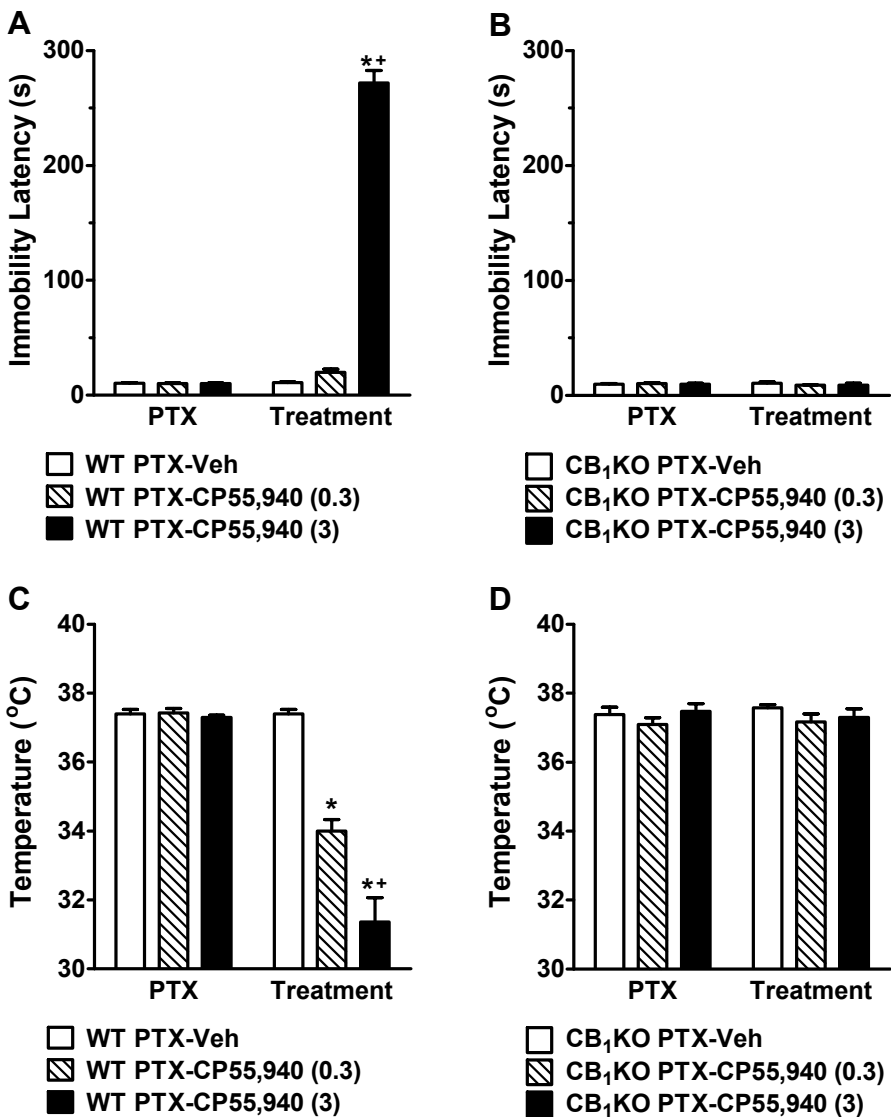 A
Immobility Latency (s)
300
200
100
0
*+
PTX
Treatment
WT PTX-Veh
WT PTX-CP55,940 (0.3)
WT PTX-CP55,940 (3)
B
Immobility Latency (s)
300
200
100
0
PTX
Treatment
CB₁KO PTX-Veh
CB₁KO PTX-CP55,940 (0.3)
CB₁KO PTX-CP55,940 (3)
C
Temperature (°C)
40
38
36
34
32
30
*
*+
PTX
Treatment
WT PTX-Veh
WT PTX-CP55,940 (0.3)
WT PTX-CP55,940 (3)
D
Temperature (°C)
40
38
36
34
32
30
PTX
Treatment
CB₁KO PTX-Veh
CB₁KO PTX-CP55,940 (0.3)
CB₁KO PTX-CP55,940 (3)